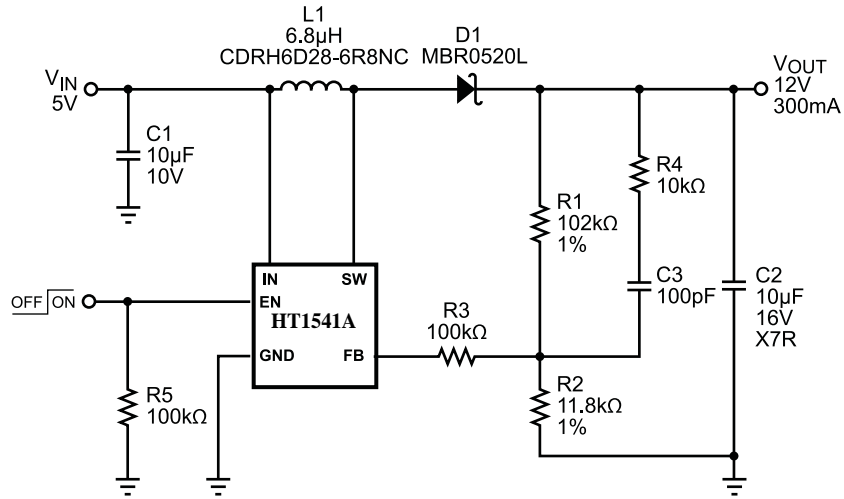 L1
6.8µH
CDRH6D28-6R8NC
D1
MBR0520L
VIN
5V
VOUT
12V
300mA
C1
10µF
10V
R4
10kΩ
R1
102kΩ
1%
IN
SW
C3
100pF
C2
10µF
16V
X7R
OFF ON
EN
HT1541A
R3
100kΩ
GND
FB
R5
100kΩ
R2
11.8kΩ
1%